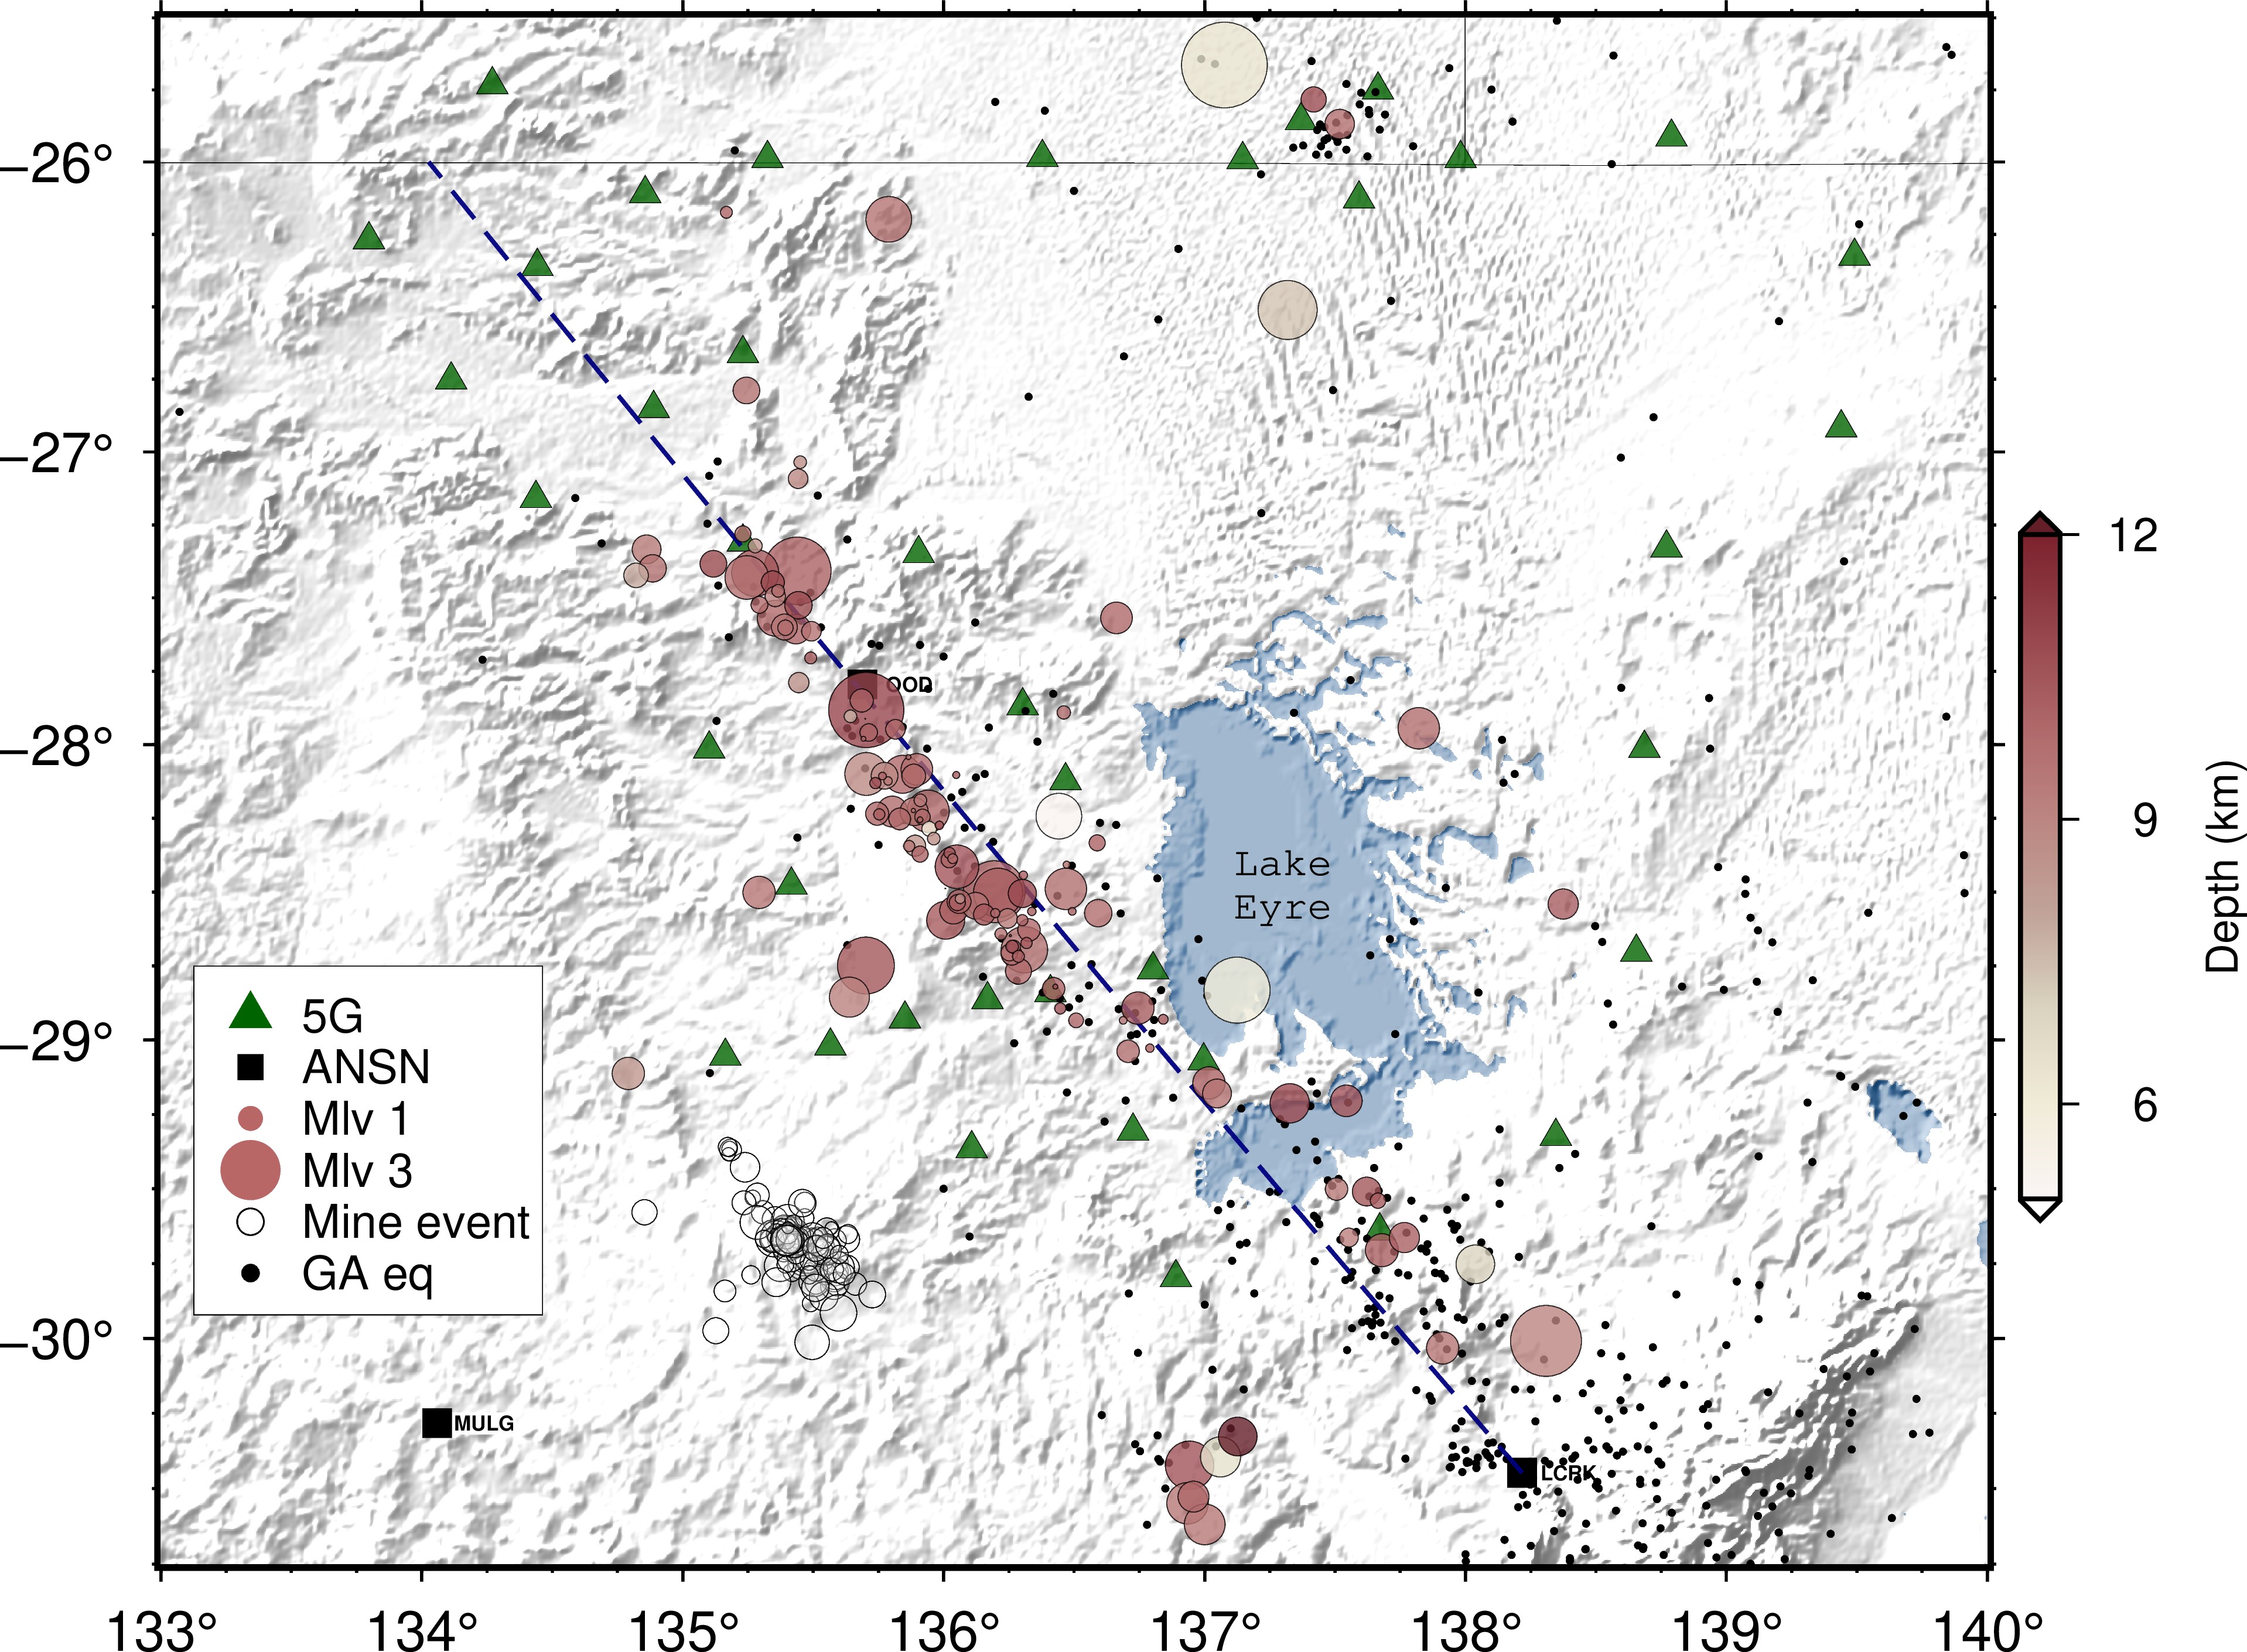 −26°
−27°
−28°
−29°
−30°
133°
134°
135°
136°
137°
138°
139°
140°
OOD
Lake
Eyre
MULG
LCRK
5G
ANSN
Mlv 1
Mlv 3
Mine event
GA eq
12
9
6
Depth (km)